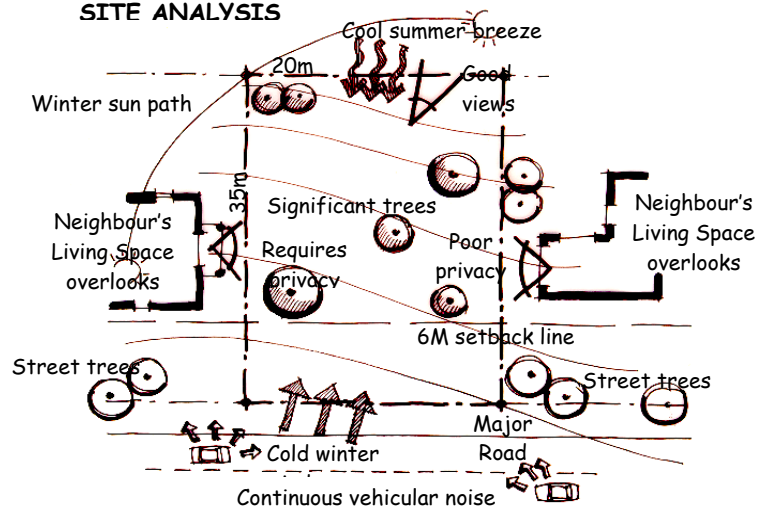 SITE ANALYSIS
Cool summer breeze
20m
Good
views
Winter sun path
35m
Significant trees
Neighbour's
Living Space
overlooks
Neighbour's
Living Space
overlooks
Requires
privacy
Poor
privacy
6M setback line
Street trees
Street trees
Major
Road
Cold winter
Continuous vehicular noise